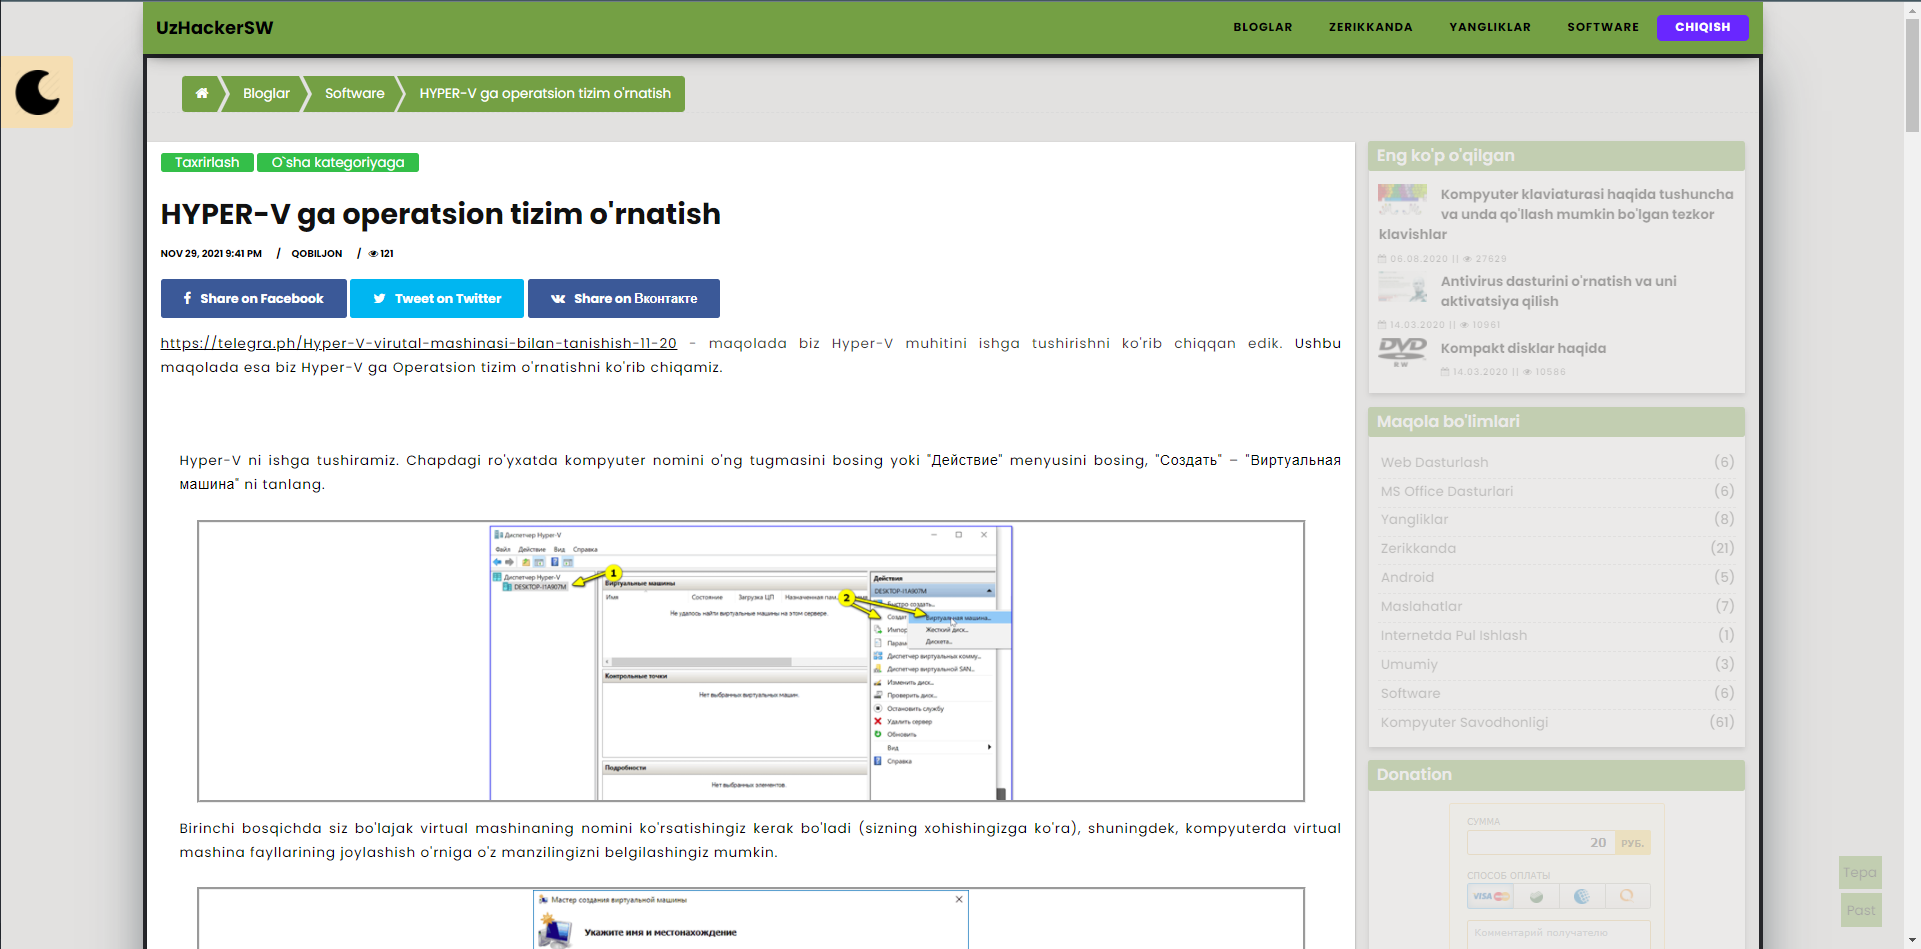 UzHackerSW
BLOGLAR ZERIKKANDA YANGLIKLAR SOFTWARE CHIQISH
Bloglar Software HYPER-V ga operatsion tizim o'rnatish
Taxrirlash O`sha kategoriyaga
HYPER-V ga operatsion tizim o'rnatish
NOV 29, 2021 9:41 PM / QOBILJON / 121
Share on Facebook Tweet on Twitter Share on Вконтакте
https://telegra.ph/Hyper-V-virutal-mashinasi-bilan-tanishish-11-20 - maqolada biz Hyper-V muhitini ishga tushirishni ko'rib chiqqan edik. Ushbu
maqolada esa biz Hyper-V ga Operatsion tizim o'rnatishni ko'rib chiqamiz.
Hyper-V ni ishga tushiramiz. Chapdagi ro'yxatda kompyuter nomini o'ng tugmasini bosing yoki "Действие" menyusini bosing, "Создать" – "Виртуальная
машина" ni tanlang.
Диспетчер Hyper-V
Файл Действие Вид Справка
Диспетчер Hyper-V
DESKTOP-I1A907M
1
Виртуальные машины
Имя Состояние Загрузка ЦП Назначенная пам.
Не удалось найти виртуальные машины на этом сервере.
Контрольные точки
Нет выбранных виртуальных машин.
Подробности
Нет выбранных элементов.
Действия
DESKTOP-I1A907M
2
Быстро создать...
Создат
Виртуальная машина...
Импор
Жесткий диск...
Парам
Дискета...
Диспетчер виртуальных комму...
Диспетчер виртуальной SAN...
Изменить диск...
Проверить диск...
Остановить службу
Удалить сервер
Обновить
Вид
Справка
Birinchi bosqichda siz bo'lajak virtual mashinaning nomini ko'rsatishingiz kerak bo'ladi (sizning xohishingizga ko'ra), shuningdek, kompyuterda virtual
mashina fayllarining joylashish o'rniga o'z manzilingizni belgilashingiz mumkin.
Мастер создания виртуальной машины
Укажите имя и местонахождение
Eng ko'p o'qilgan
Kompyuter klaviaturasi haqida tushuncha
va unda qo'llash mumkin bo'lgan tezkor
klavishlar
06.08.2020 || 27629
Antivirus dasturini o'rnatish va uni
aktivatsiya qilish
14.03.2020 || 10961
DVD
RW
Kompakt disklar haqida
14.03.2020 || 10586
Maqola bo'limlari
Web Dasturlash (6)
MS Office Dasturlari (6)
Yangliklar (8)
Zerikkanda (21)
Android (5)
Maslahatlar (7)
Internetda Pul Ishlash (1)
Umumiy (3)
Software (6)
Kompyuter Savodhonligi (61)
Donation
СУММА
20 РУБ.
СПОСОБ ОПЛАТЫ
VISA
Комментарий получателю
Tepa
Past